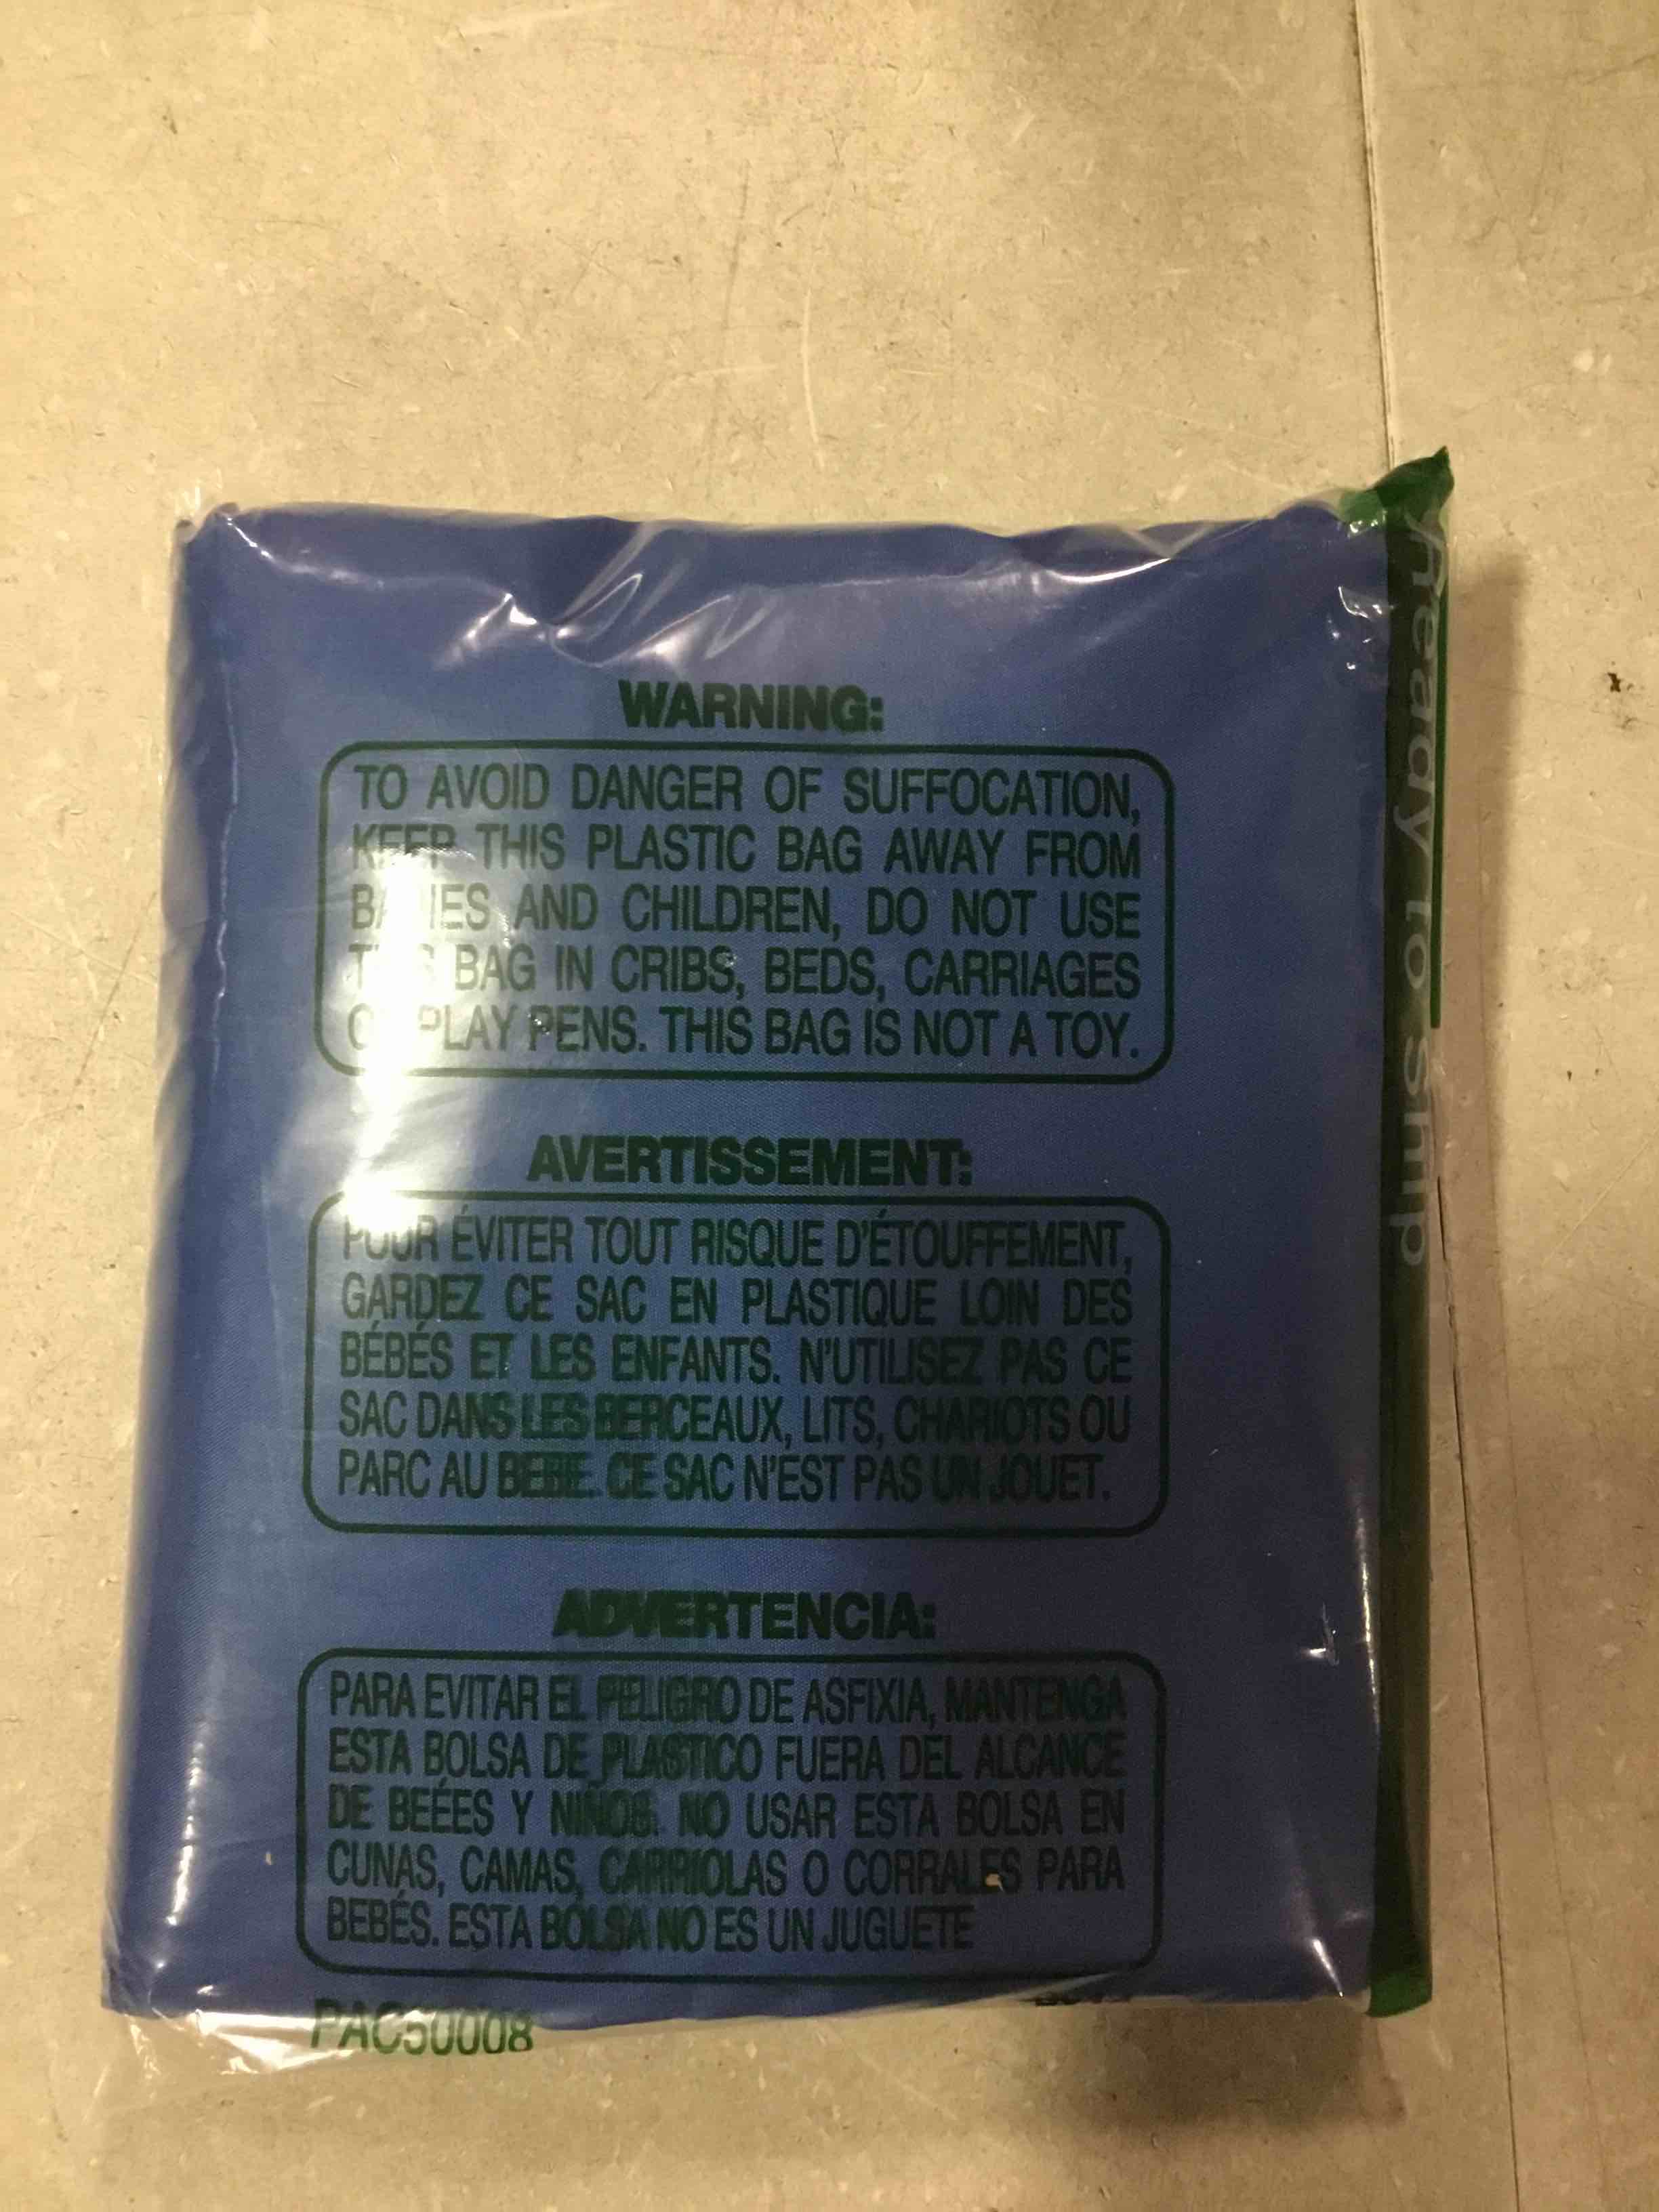 WARNING:
TO AVOID DANGER OF SUFFOCATION,
KEEP THIS PLASTIC BAG AWAY FROM
BABIES AND CHILDREN, DO NOT USE
THIS BAG IN CRIBS, BEDS, CARRIAGES
OR PLAY PENS. THIS BAG IS NOT A TOY.
AVERTISSEMENT:
POUR ÉVITER TOUT RISQUE D'ÉTOUFFEMENT,
GARDEZ CE SAC EN PLASTIQUE LOIN DES
BÉBÉS ET LES ENFANTS. N'UTILISEZ PAS CE
SAC DANS LES BERCEAUX, LITS, CHARIOTS OU
PARC AU BEBE. CE SAC N'EST PAS UN JOUET.
ADVERTENCIA:
PARA EVITAR EL PELIGRO DE ASFIXIA, MANTENGA
ESTA BOLSA DE PLASTICO FUERA DEL ALCANCE
DE BEÉES Y NIÑOS. NO USAR ESTA BOLSA EN
CUNAS, CAMAS, CARRIOLAS O CORRALES PARA
BEBÉS. ESTA BOLSA NO ES UN JUGUETE
PAC50008
Ready To Ship